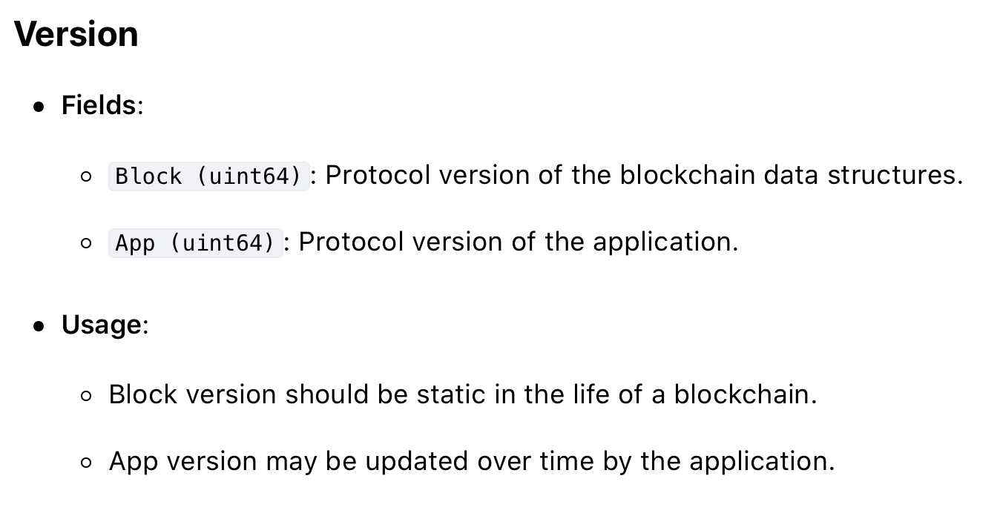 Version
Fields:
Block (uint64): Protocol version of the blockchain data structures.
App (uint64): Protocol version of the application.
Usage:
Block version should be static in the life of a blockchain.
App version may be updated over time by the application.